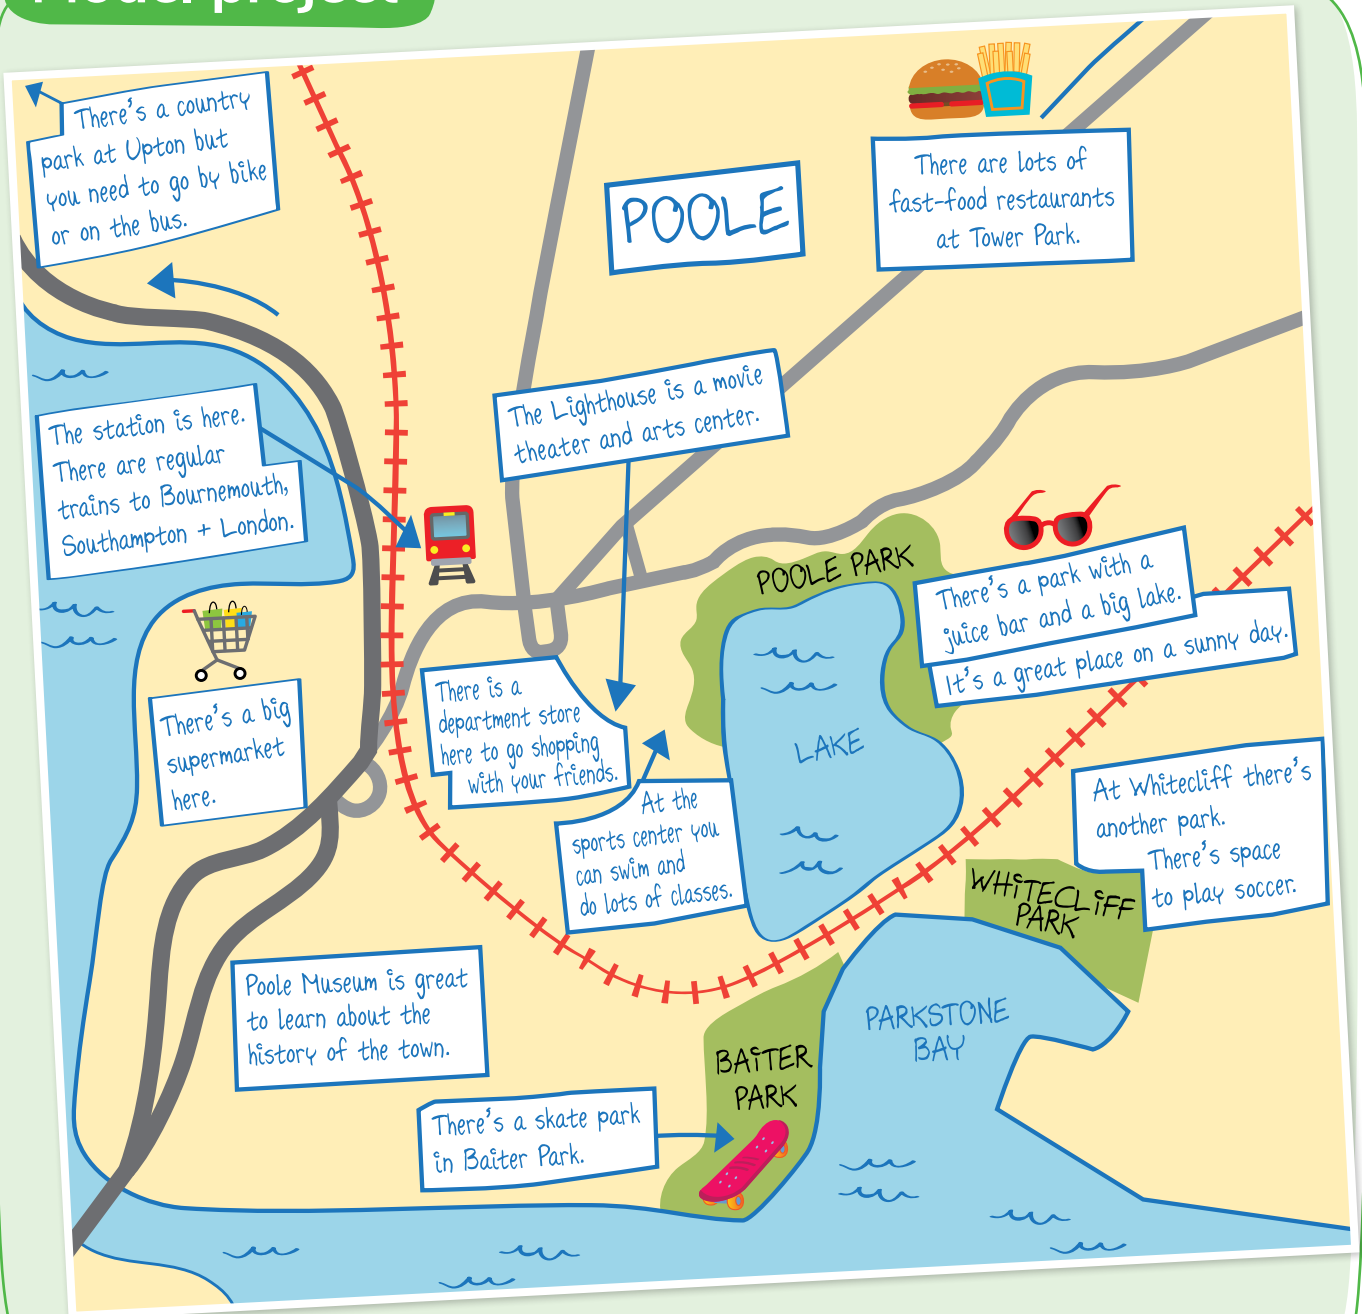 Model project
There's a country
park at Upton but
you need to go by bike
or on the bus.
POOLE
There are lots of
fast-food restaurants
at Tower Park.
The Lighthouse is a movie
theater and arts center.
The station is here.
There are regular
trains to Bournemouth,
Southampton + London.
POOLE PARK
There's a park with a
juice bar and a big lake.
It's a great place on a sunny day.
There's a big
supermarket
here.
There is a
department store
here to go shopping
with your friends.
LAKE
At the
sports center you
can swim and
do lots of classes.
At Whitecliff there's
another park.
There's space
to play soccer.
WHITECLIFF
PARK
Poole Museum is great
to learn about the
history of the town.
PARKSTONE
BAY
BAITER
PARK
There's a skate park
in Baiter Park.